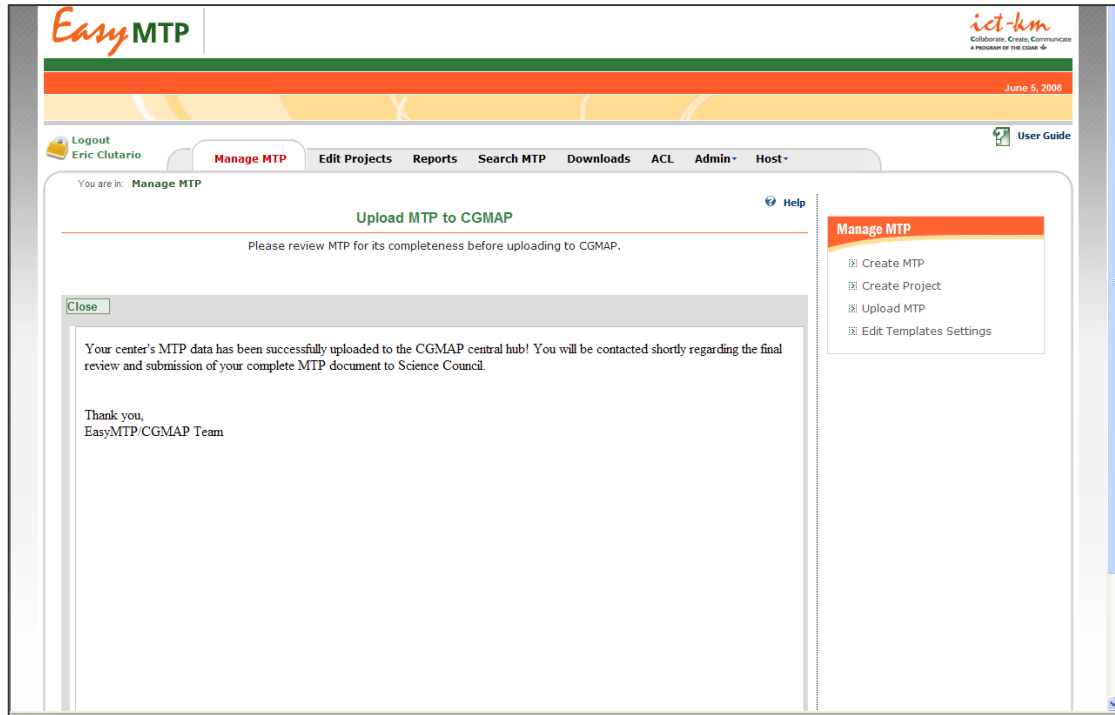 Easy MTP
ict-km
Collaborate, Create, Communicate
A PROGRAM OF THE CGIAR
June 5, 2008
Logout
Eric Clutario
User Guide
Manage MTP Edit Projects Reports Search MTP Downloads ACL Admin Host
You are in: Manage MTP
Help
Upload MTP to CGMAP
Please review MTP for its completeness before uploading to CGMAP.
Close
Your center's MTP data has been successfully uploaded to the CGMAP central hub! You will be contacted shortly regarding the final
review and submission of your complete MTP document to Science Council.
Thank you,
EasyMTP/CGMAP Team
Manage MTP
Create MTP
Create Project
Upload MTP
Edit Templates Settings